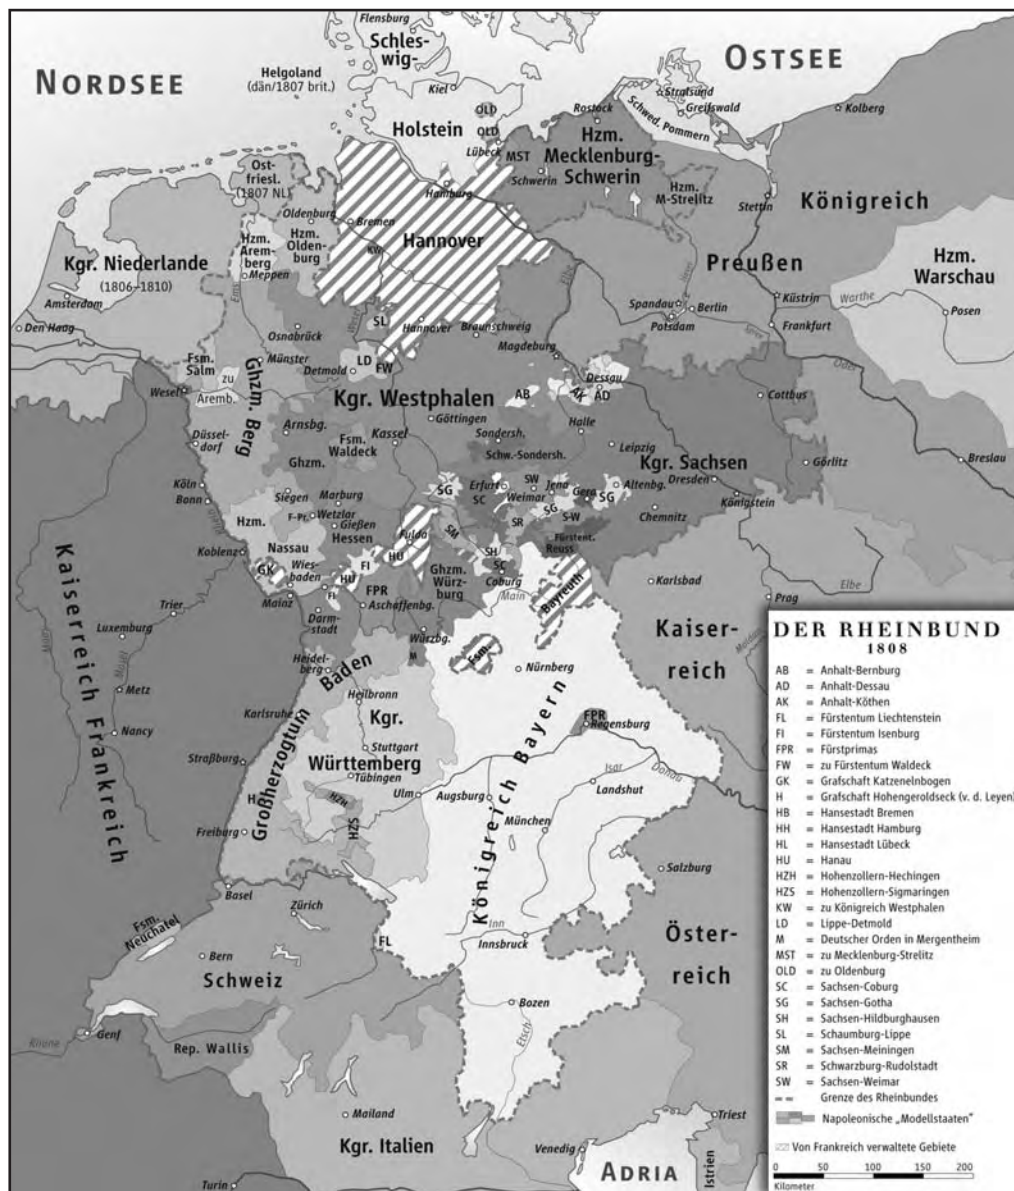 NORDSEE
OSTSEE
Flensburg
Schles-
wig-
Helgoland
(dän/1807 brit.)
Kiel
Holstein
OLD
OLD
Lübeck
MST
Rostock
Stralsund
Greifswald
Schwed. Pommern
Kolberg
Hzm.
Mecklenburg-
Schwerin
Schwerin
Hzm.
M-Strelitz
Stettin
Königreich
Preußen
Ost-
friesl.
(1807 NL)
Hamburg
Oldenburg
Bremen
Hzm.
Olden-
burg
KW
Hannover
Hzm.
Arem-
berg
Meppen
Ems
Kgr. Niederlande
(1806–1810)
Amsterdam
Den Haag
Hzm.
Warschau
Warthe
Posen
Elbe
Spandau
Berlin
Potsdam
Küstrin
Frankfurt
Oder
Weser
SL
Hannover
Braunschweig
Magdeburg
Osnabrück
Fsm.
Salm
Münster
Detmold
LD
FW
Wesel
zu
Aremb.
Ghzm. Berg
Kgr. Westphalen
AB
AK
Dessau
AD
Cottbus
Göttingen
Halle
Düssel-
dorf
Arnsbg.
Fsm.
Waldeck
Kassel
Sondersh.
Schw.-Sondersh.
Leipzig
Kgr. Sachsen
Görlitz
Breslau
Ghzm.
Köln
Bonn
Siegen
Marburg
F-Pr.
Wetzlar
Gießen
Hessen
SG
Erfurt
SC
SW
Weimar
Jena
Gera
SG
SG
Altenbg.
Dresden
Königstein
S-W
SR
Chemnitz
Hzm.
Nassau
Koblenz
Fulda
SM
SH
SC
Coburg
Fürstent.
Reuss
GK
Wies-
baden
Mainz
FI
FI
HU
HU
FPR
Aschaffenbg.
Ghzm.
Würz-
burg
Main
Bayreuth
Karlsbad
Elbe
Prag
Moldau
Darm-
stadt
Würzbg.
M
Fsm.
Trier
Luxemburg
Mosel
Metz
Nancy
Kaiserreich Frankreich
Heidel-
berg
Baden
Heilbronn
Kgr.
Württemberg
Nürnberg
Kaiser-
reich
Karlsruhe
Stuttgart
Tübingen
Straßburg
Großherzogtum
H
HZH
HZS
Freiburg
Ulm
Augsburg
Königreich Bayern
FPR
Regensburg
Isar
Donau
Landshut
München
Salzburg
Basel
Zürich
Fsm.
Neuchatel
Bern
Schweiz
FL
Inn
Innsbruck
Öster-
reich
Genf
Rhone
Rep. Wallis
Bozen
Etsch
Mailand
Kgr. Italien
Turin
Venedig
ADRIA
Triest
Istrien
DER RHEINBUND
1808
AB = Anhalt-Bernburg
AD = Anhalt-Dessau
AK = Anhalt-Köthen
FL = Fürstentum Liechtenstein
FI = Fürstentum Isenburg
FPR = Fürstprimas
FW = zu Fürstentum Waldeck
GK = Grafschaft Katzenelnbogen
H = Grafschaft Hohengeroldseck (v. d. Leyen)
HB = Hansestadt Bremen
HH = Hansestadt Hamburg
HL = Hansestadt Lübeck
HU = Hanau
HZH = Hohenzollern-Hechingen
HZS = Hohenzollern-Sigmaringen
KW = zu Königreich Westphalen
LD = Lippe-Detmold
M = Deutscher Orden in Mergentheim
MST = zu Mecklenburg-Strelitz
OLD = zu Oldenburg
SC = Sachsen-Coburg
SG = Sachsen-Gotha
SH = Sachsen-Hildburghausen
SL = Schaumburg-Lippe
SM = Sachsen-Meiningen
SR = Schwarzburg-Rudolstadt
SW = Sachsen-Weimar
Grenze des Rheinbundes
Napoleonische „Modellstaaten"
Von Frankreich verwaltete Gebiete
0 50 100 150 200
Kilometer